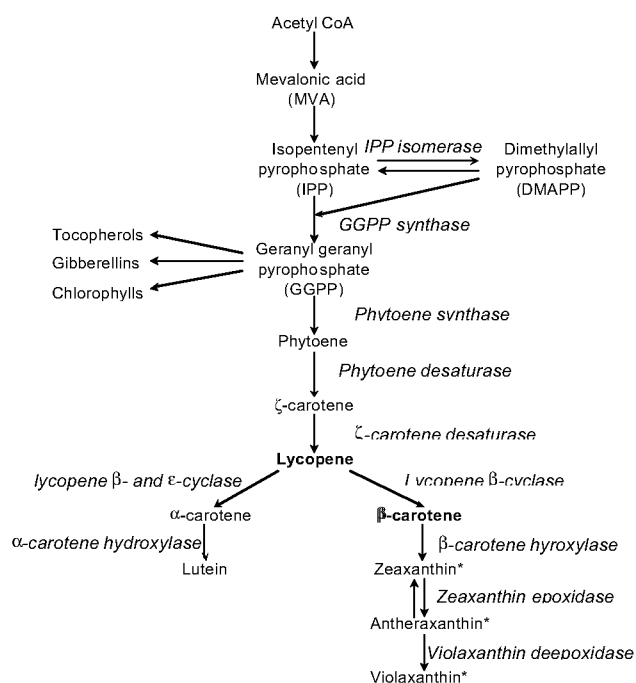 Acetyl CoA
Mevalonic acid
(MVA)
Isopentenyl
pyrophosphate
(IPP)
IPP isomerase
Dimethylallyl
pyrophosphate
(DMAPP)
GGPP synthase
Tocopherols
Gibberellins
Chlorophylls
Geranyl geranyl
pyrophosphate
(GGPP)
Phytoene synthase
Phytoene
Phytoene desaturase
ζ-carotene
ζ-carotene desaturase
Lycopene
lycopene β- and ε-cyclase
Lycopene β-cyclase
α-carotene
β-carotene
α-carotene hydroxylase
β-carotene hyroxylase
Lutein
Zeaxanthin*
Zeaxanthin epoxidase
Antheraxanthin*
Violaxanthin deepoxidase
Violaxanthin*